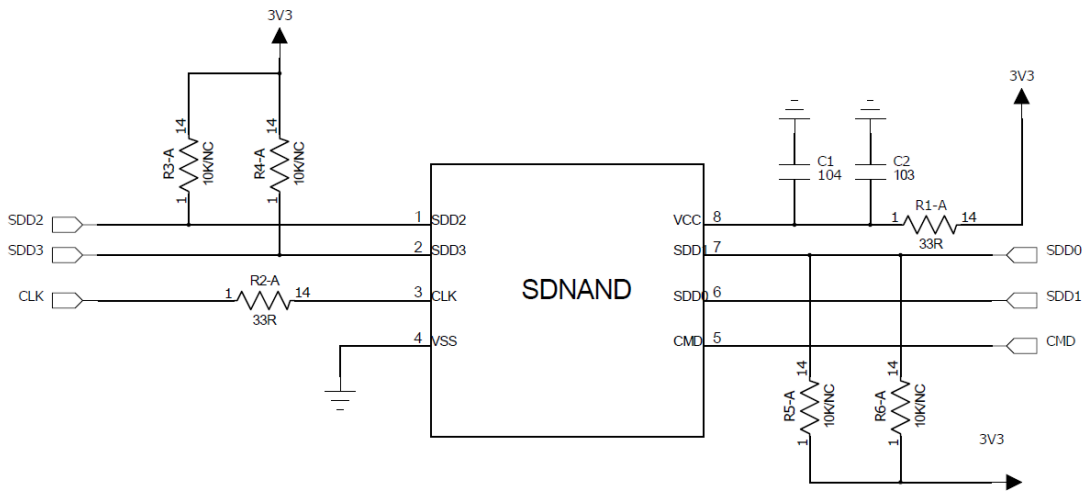 3V3
3V3
14
R3-A
10K/NC
1
14
R4-A
10K/NC
1
C1
104
C2
103
R1-A
1
14
33R
SDD2
1
SDD2
VCC
8
SDD3
2
SDD3
SDD1
7
SDD0
R2-A
CLK
1
14
3
CLK
SDNAND
SDD0
6
SDD1
33R
4
VSS
CMD
5
CMD
14
R5-A
10K/NC
1
14
R6-A
10K/NC
1
3V3